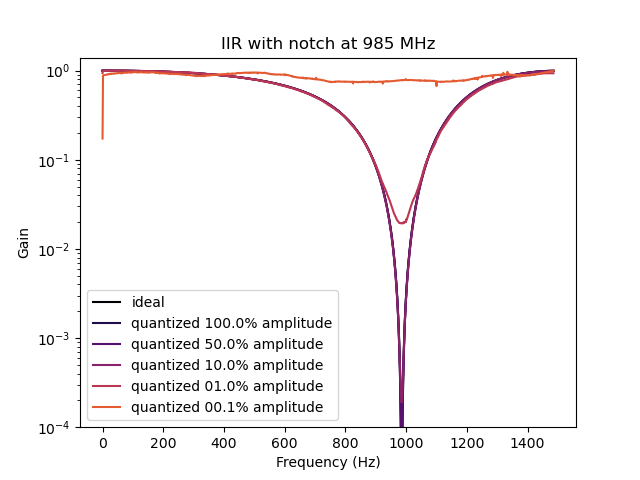 IIR with notch at 985 MHz
Gain
10⁰
10⁻¹
10⁻²
10⁻³
10⁻⁴
ideal
quantized 100.0% amplitude
quantized 50.0% amplitude
quantized 10.0% amplitude
quantized 01.0% amplitude
quantized 00.1% amplitude
0 200 400 600 800 1000 1200 1400
Frequency (Hz)